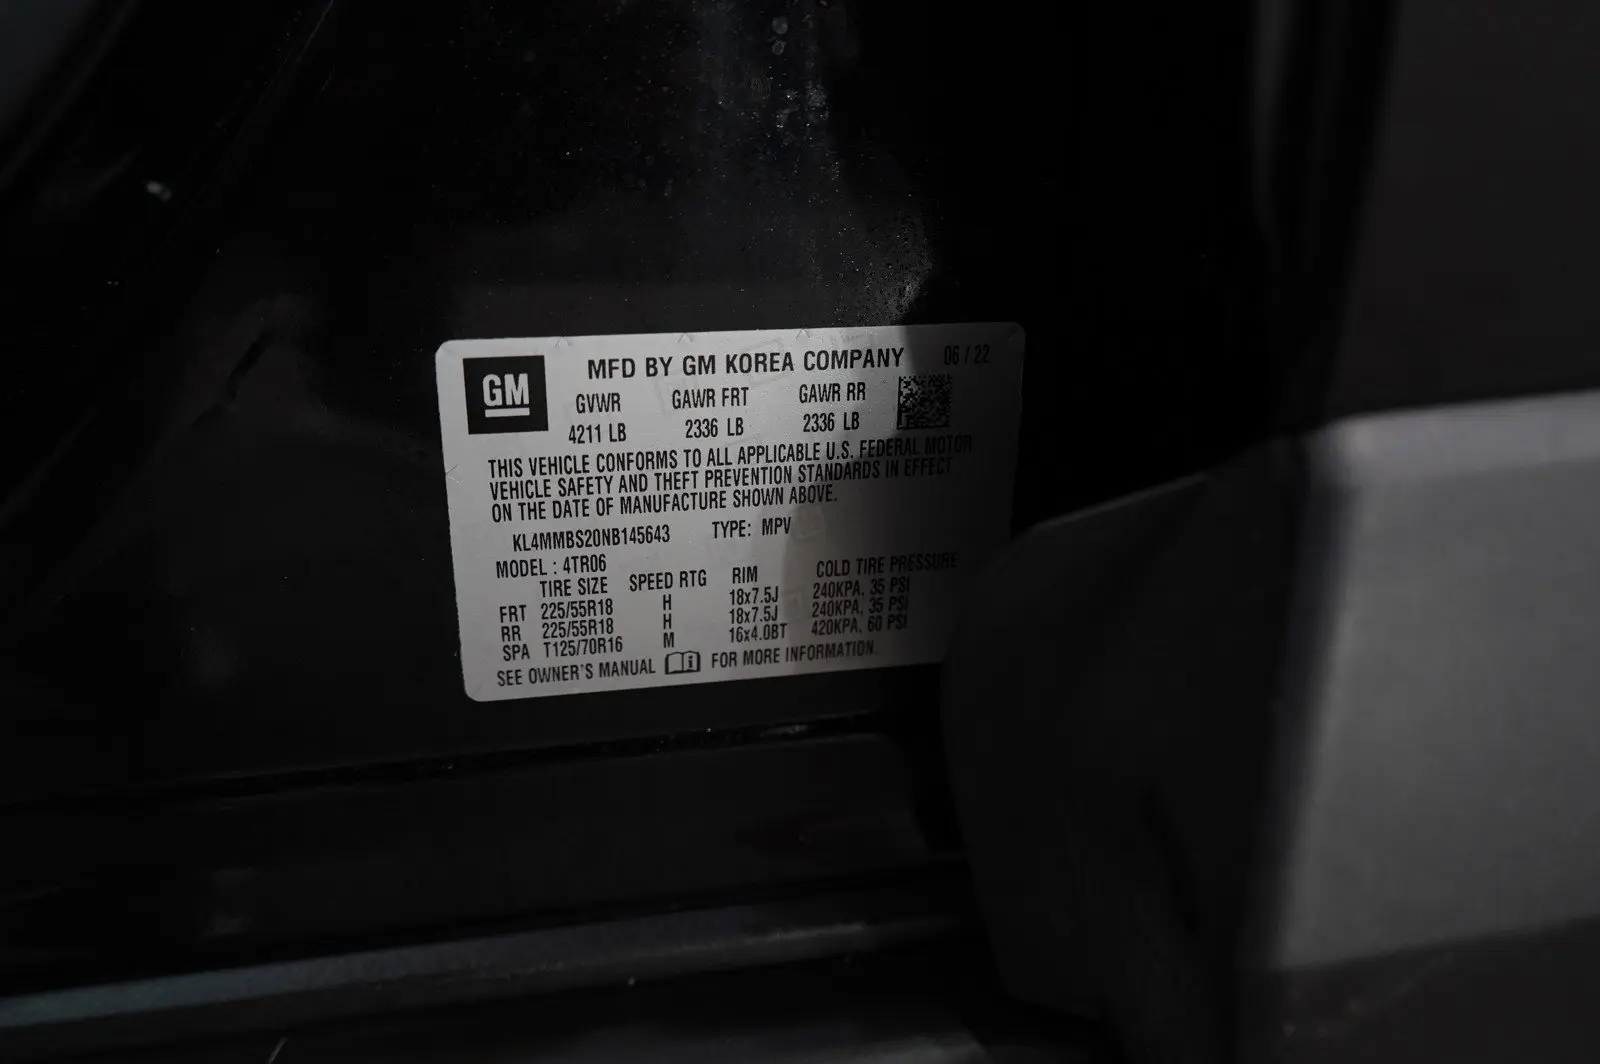 GM
MFD BY GM KOREA COMPANY 06 / 22
GVWR GAWR FRT GAWR RR
4211 LB 2336 LB 2336 LB
THIS VEHICLE CONFORMS TO ALL APPLICABLE U.S. FEDERAL MOTOR
VEHICLE SAFETY AND THEFT PREVENTION STANDARDS IN EFFECT
ON THE DATE OF MANUFACTURE SHOWN ABOVE.
KL4MMBS20NB145643 TYPE: MPV
MODEL : 4TR06
TIRE SIZE SPEED RTG RIM COLD TIRE PRESSURE
FRT 225/55R18 H 18x7.5J 240KPA, 35 PSI
RR 225/55R18 H 18x7.5J 240KPA, 35 PSI
SPA T125/70R16 M 16x4.0BT 420KPA, 60 PSI
SEE OWNER'S MANUAL FOR MORE INFORMATION.